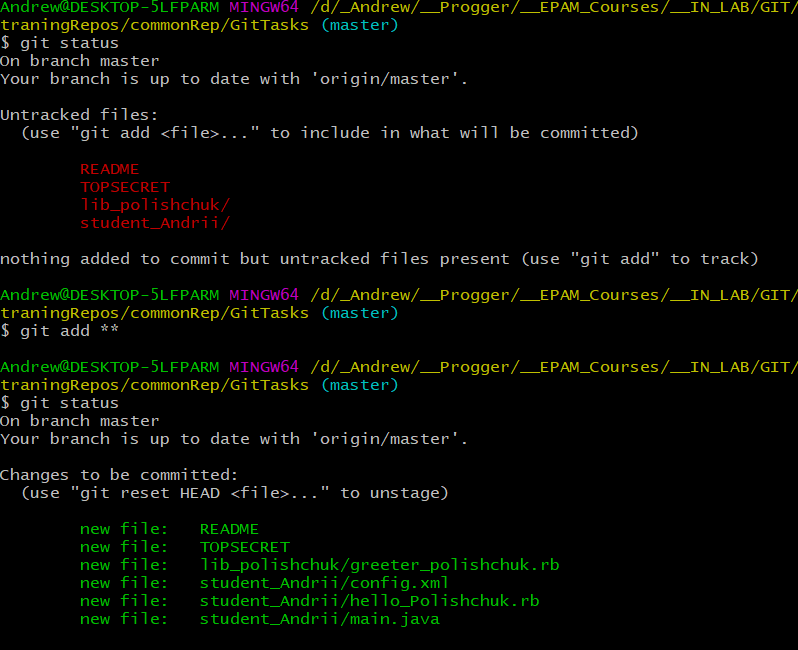 Andrew@DESKTOP-5LFPARM MINGW64 /d/_Andrew/__Progger/__EPAM_Courses/__IN_LAB/GIT/
traningRepos/commonRep/GitTasks (master)
$ git status
On branch master
Your branch is up to date with 'origin/master'.
Untracked files:
(use "git add <file>..." to include in what will be committed)
README
TOPSECRET
lib_polishchuk/
student_Andrii/
nothing added to commit but untracked files present (use "git add" to track)
Andrew@DESKTOP-5LFPARM MINGW64 /d/_Andrew/__Progger/__EPAM_Courses/__IN_LAB/GIT/
traningRepos/commonRep/GitTasks (master)
$ git add **
Andrew@DESKTOP-5LFPARM MINGW64 /d/_Andrew/__Progger/__EPAM_Courses/__IN_LAB/GIT/
traningRepos/commonRep/GitTasks (master)
$ git status
On branch master
Your branch is up to date with 'origin/master'.
Changes to be committed:
(use "git reset HEAD <file>..." to unstage)
new file: README
new file: TOPSECRET
new file: lib_polishchuk/greeter_polishchuk.rb
new file: student_Andrii/config.xml
new file: student_Andrii/hello_Polishchuk.rb
new file: student_Andrii/main.java